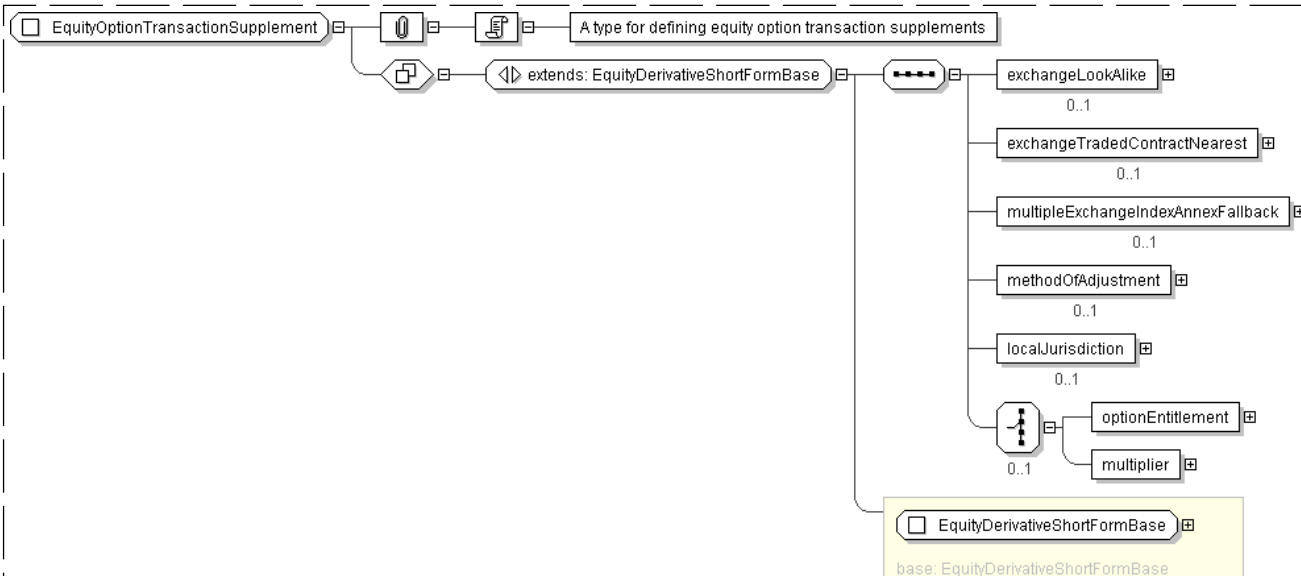 EquityOptionTransactionSupplement
A type for defining equity option transaction supplements
extends: EquityDerivativeShortFormBase
exchangeLookAlike
0..1
exchangeTradedContractNearest
0..1
multipleExchangeIndexAnnexFallback
0..1
methodOfAdjustment
0..1
localJurisdiction
0..1
optionEntitlement
multiplier
0..1
EquityDerivativeShortFormBase
base: EquityDerivativeShortFormBase